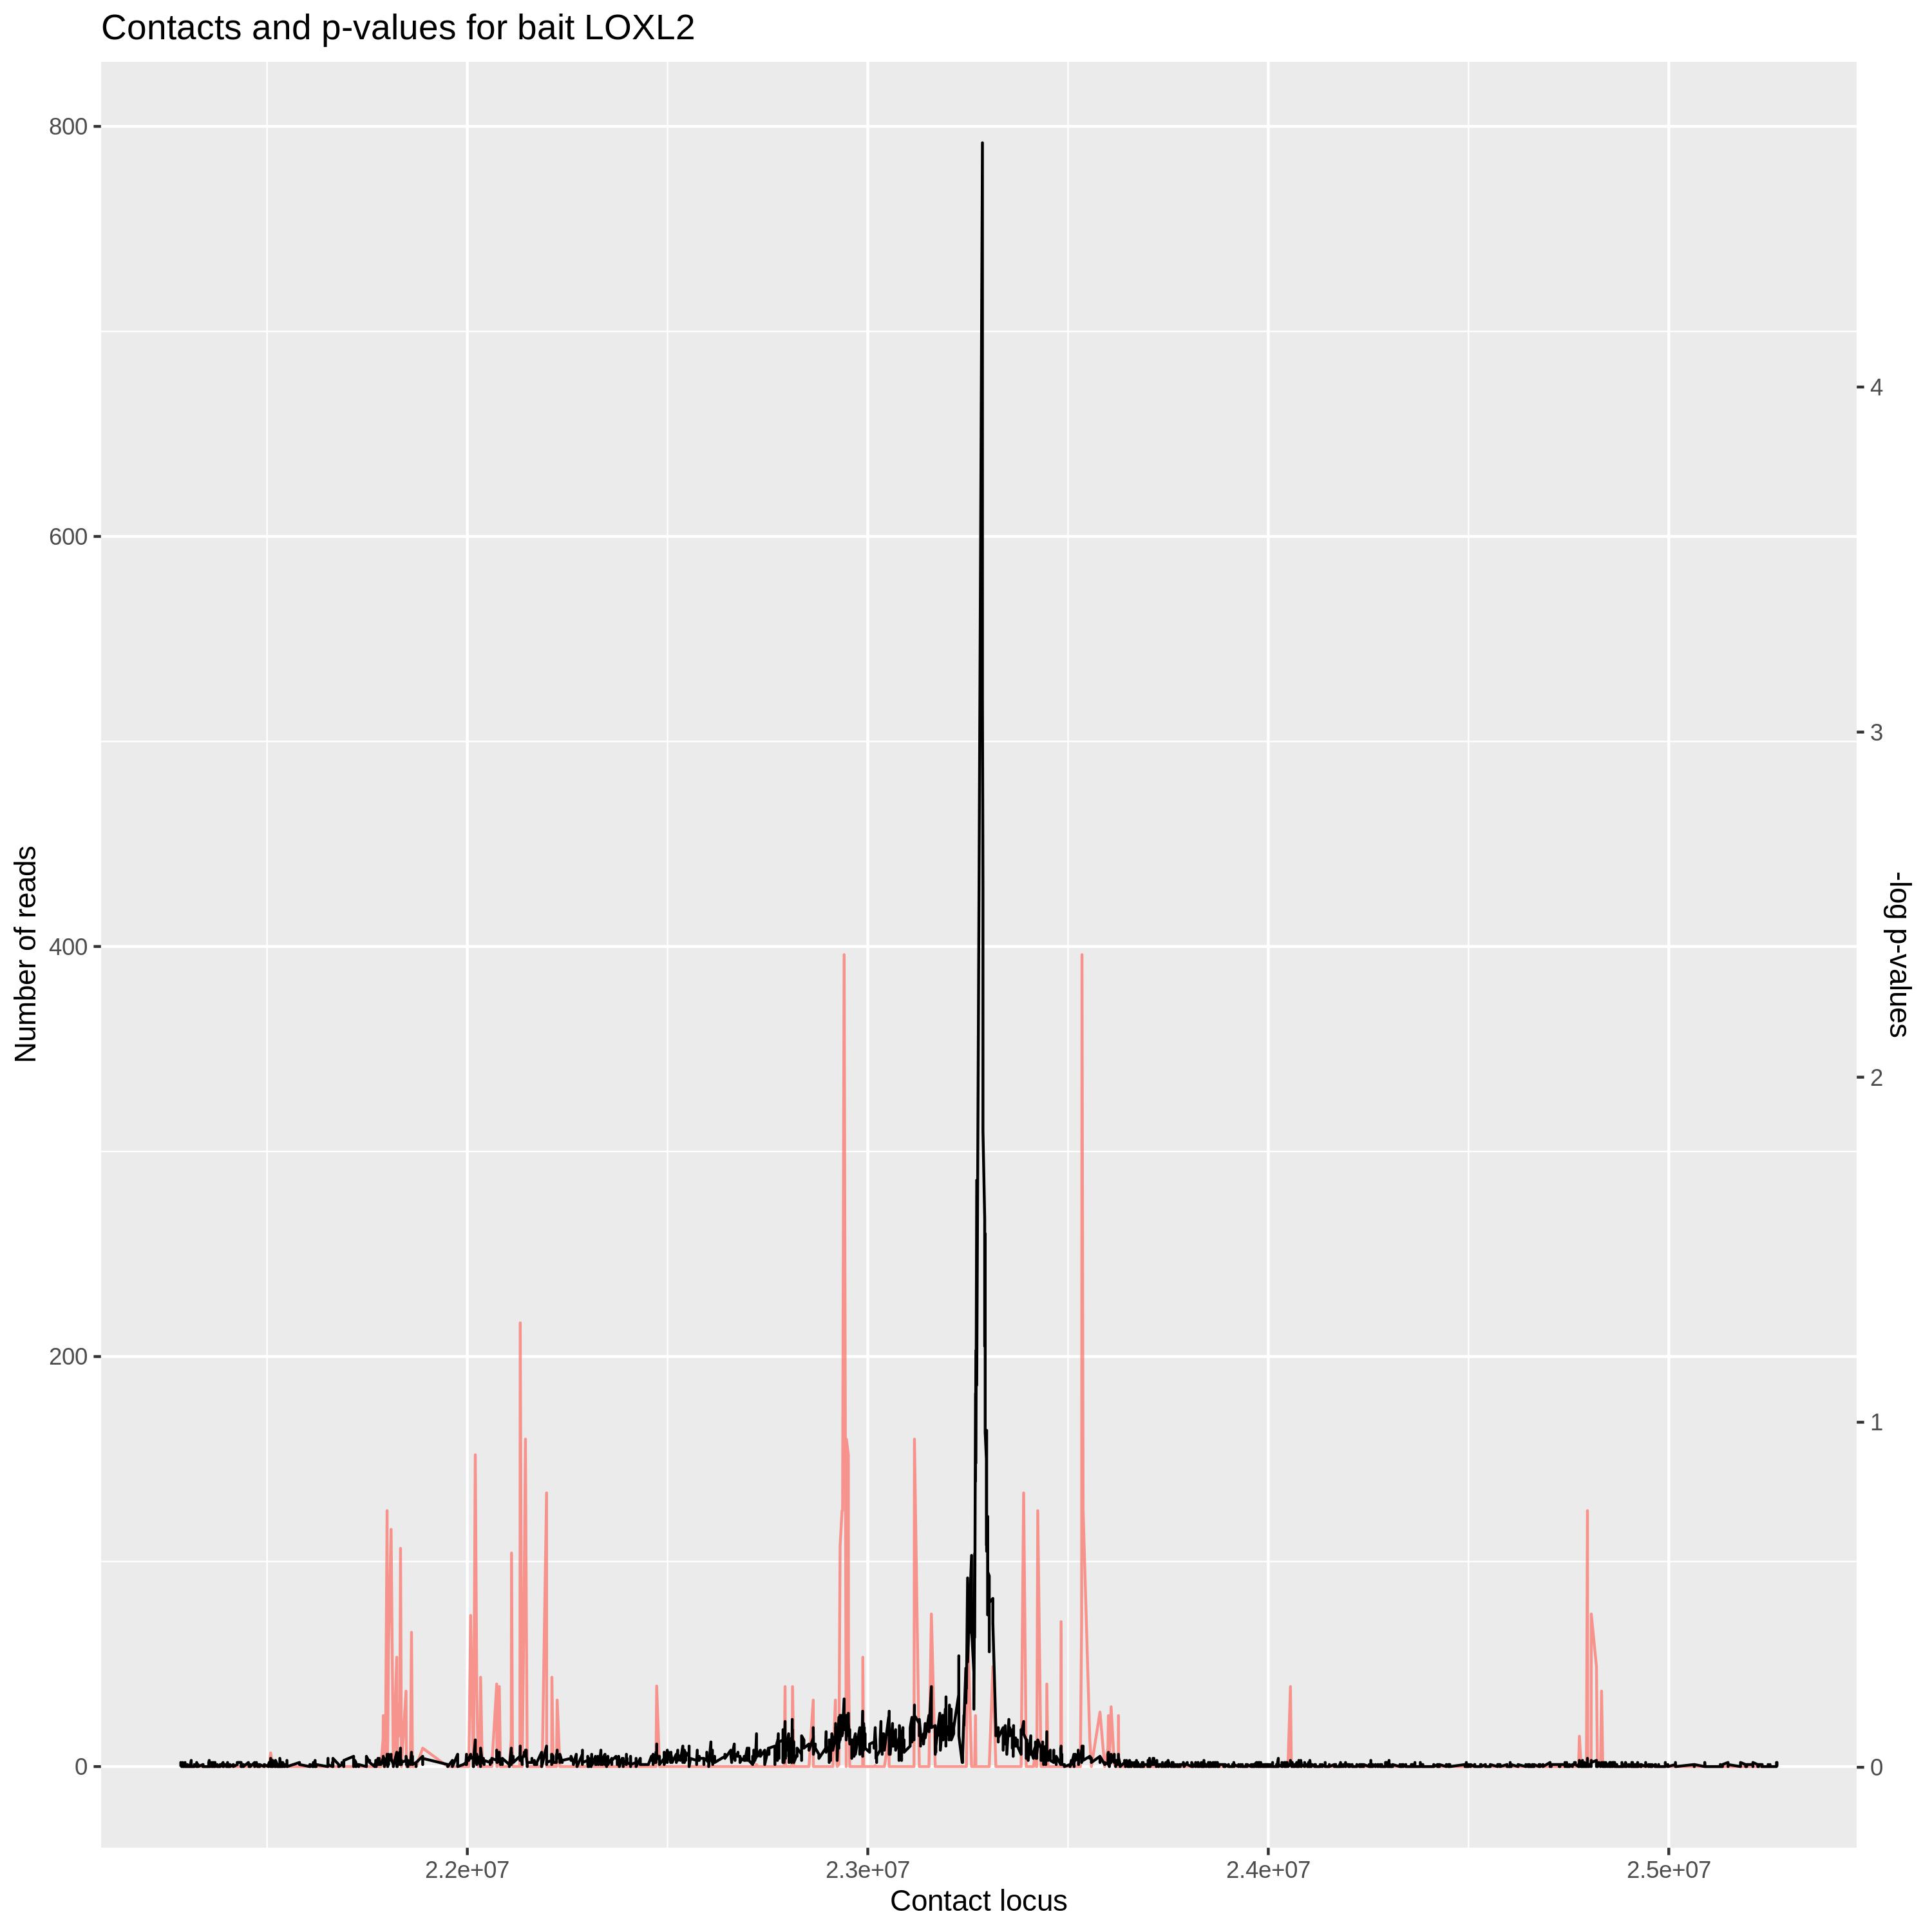 Contacts and p-values for bait LOXL2
800
600
400
200
0
Number of reads
4
3
2
1
0
-log p-values
2.2e+07
2.3e+07
2.4e+07
2.5e+07
Contact locus